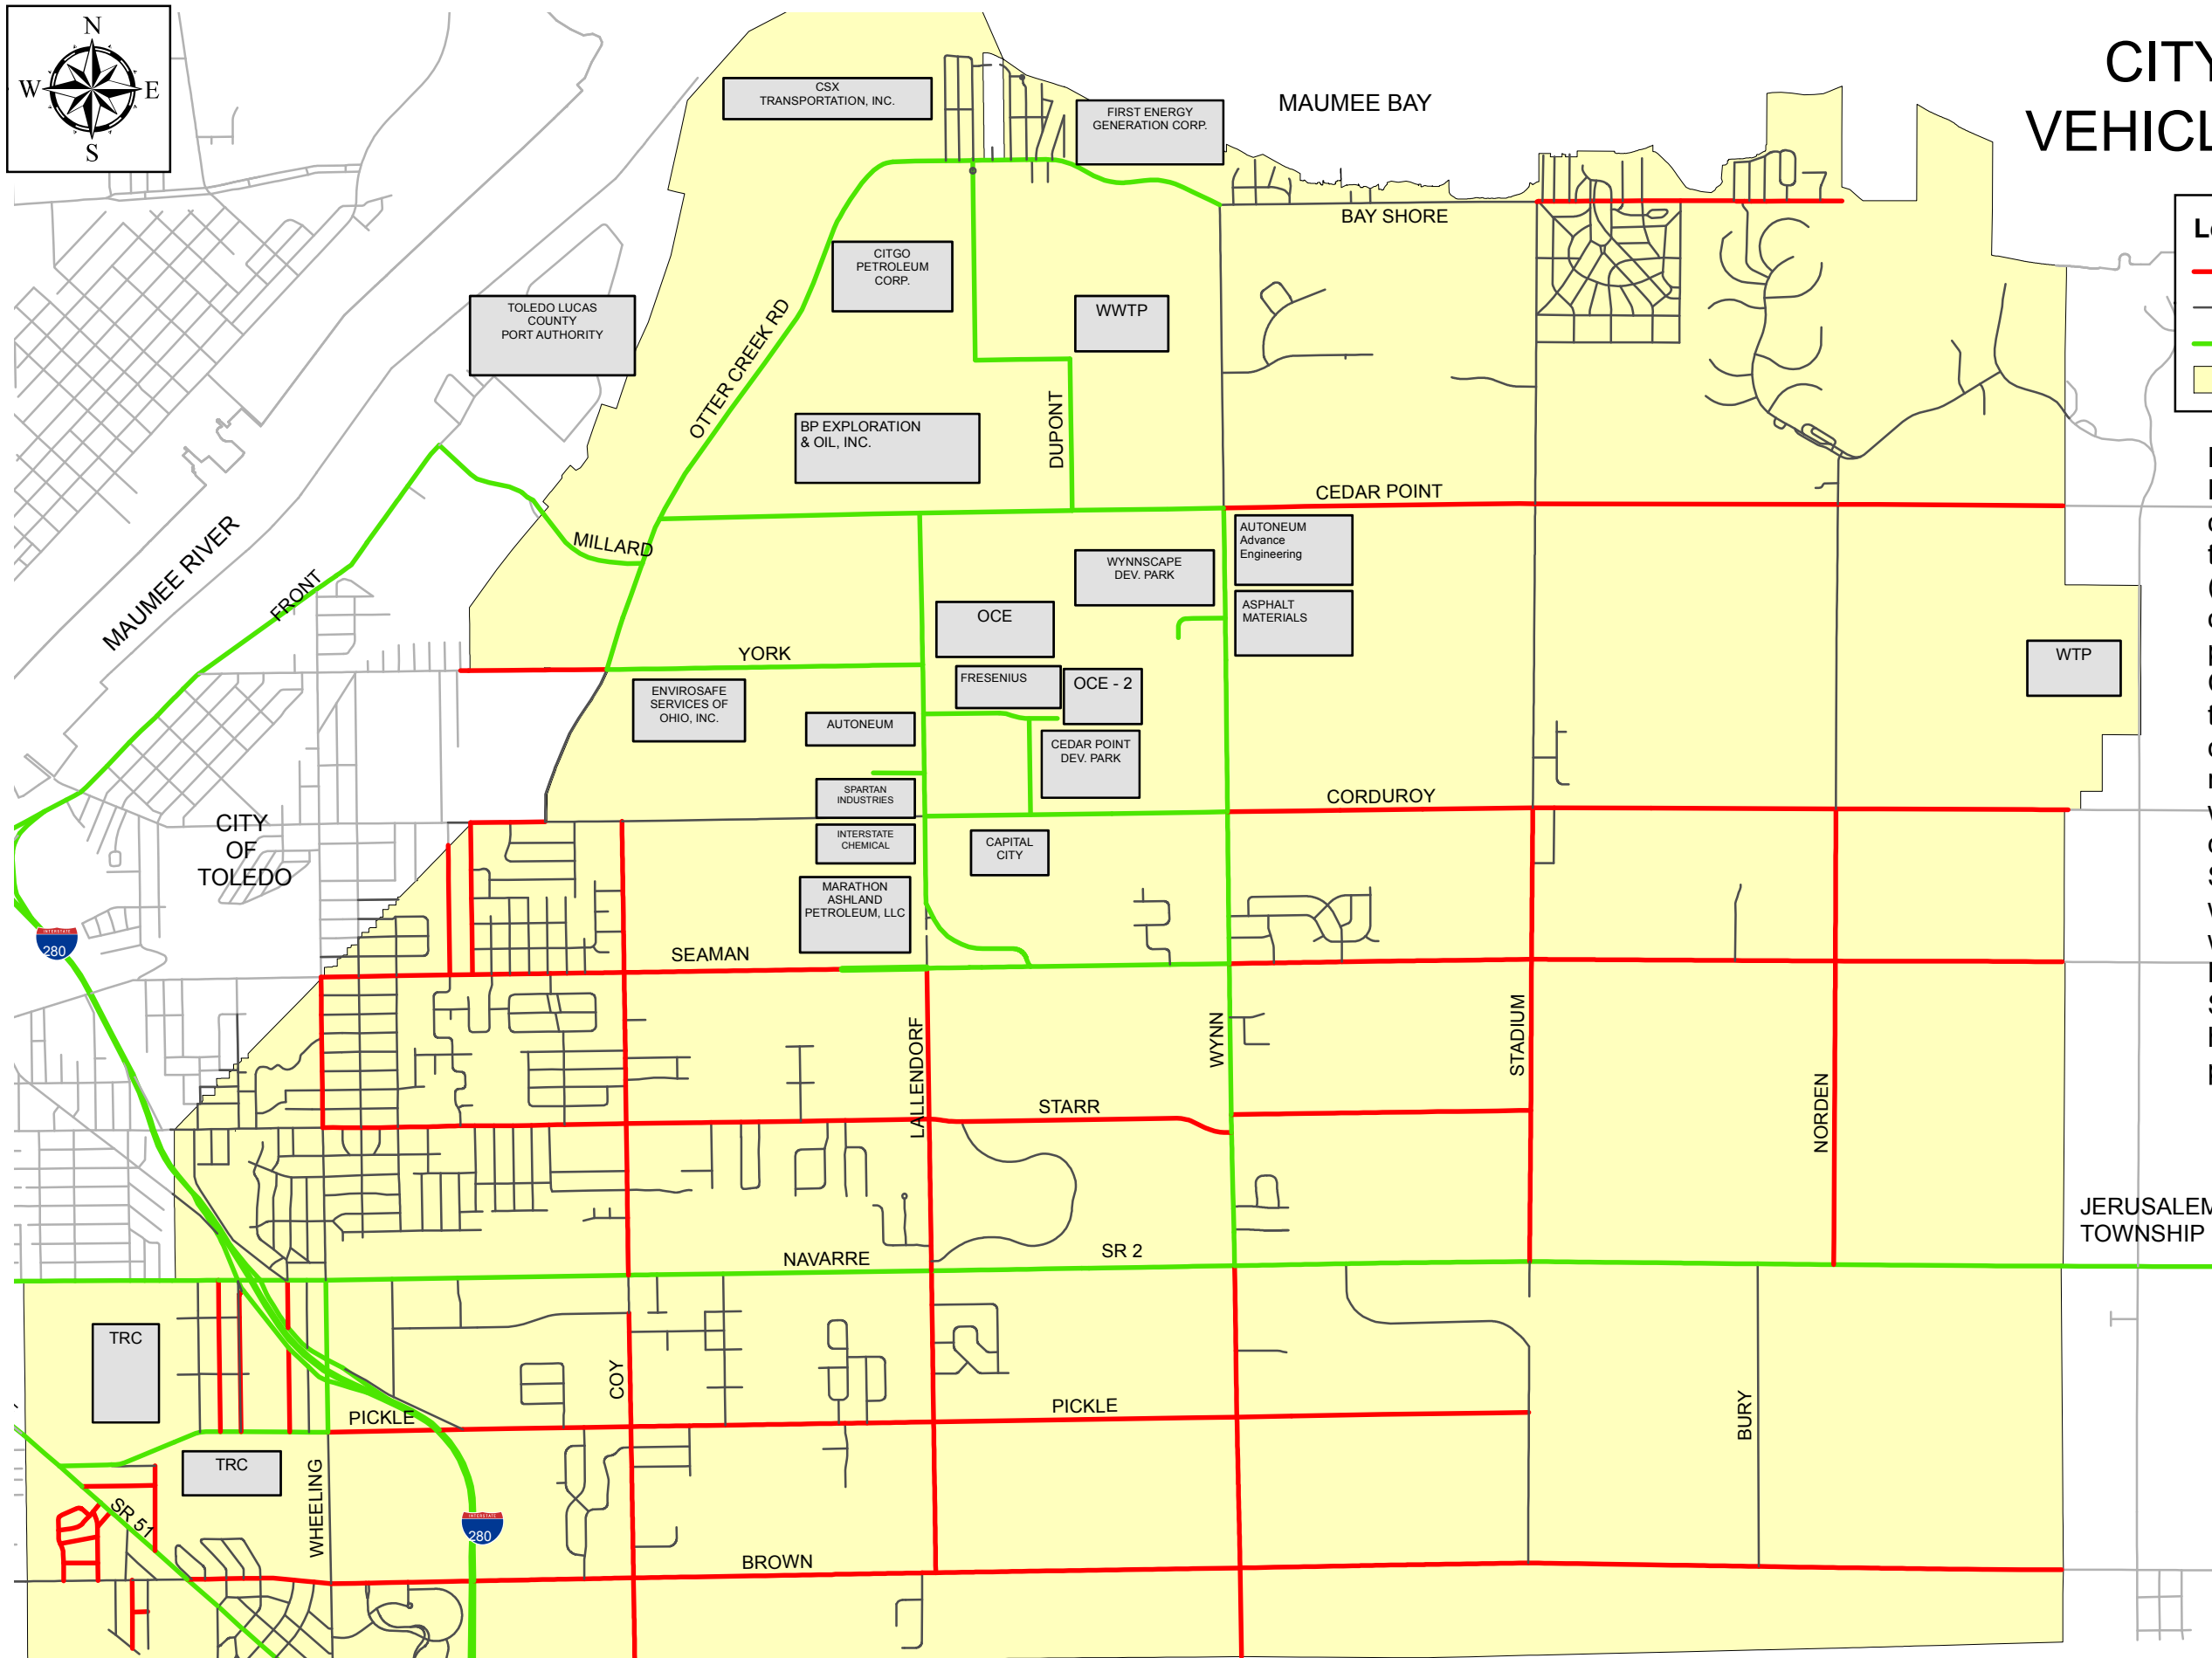 N
W
E
S
CITY
VEHICL
CSX
TRANSPORTATION, INC.
FIRST ENERGY
GENERATION CORP.
MAUMEE BAY
BAY SHORE
CITGO
PETROLEUM
CORP.
WWTP
TOLEDO LUCAS
COUNTY
PORT AUTHORITY
OTTER CREEK RD
BP EXPLORATION
& OIL, INC.
DUPONT
CEDAR POINT
MILLARD
AUTONEUM
Advance
Engineering
WYNNSCAPE
DEV. PARK
ASPHALT
MATERIALS
MAUMEE RIVER
FRONT
OCE
YORK
WTP
FRESENIUS
OCE - 2
ENVIROSAFE
SERVICES OF
OHIO, INC.
AUTONEUM
CEDAR POINT
DEV. PARK
SPARTAN
INDUSTRIES
CORDUROY
CITY
OF
TOLEDO
INTERSTATE
CHEMICAL
CAPITAL
CITY
MARATHON
ASHLAND
PETROLEUM, LLC
INTERSTATE
280
SEAMAN
LALLENDORF
WYNN
STADIUM
NORDEN
STARR
JERUSALEM
TOWNSHIP
NAVARRE
SR 2
TRC
COY
PICKLE
PICKLE
BURY
TRC
WHEELING
SR 51
INTERSTATE
280
BROWN